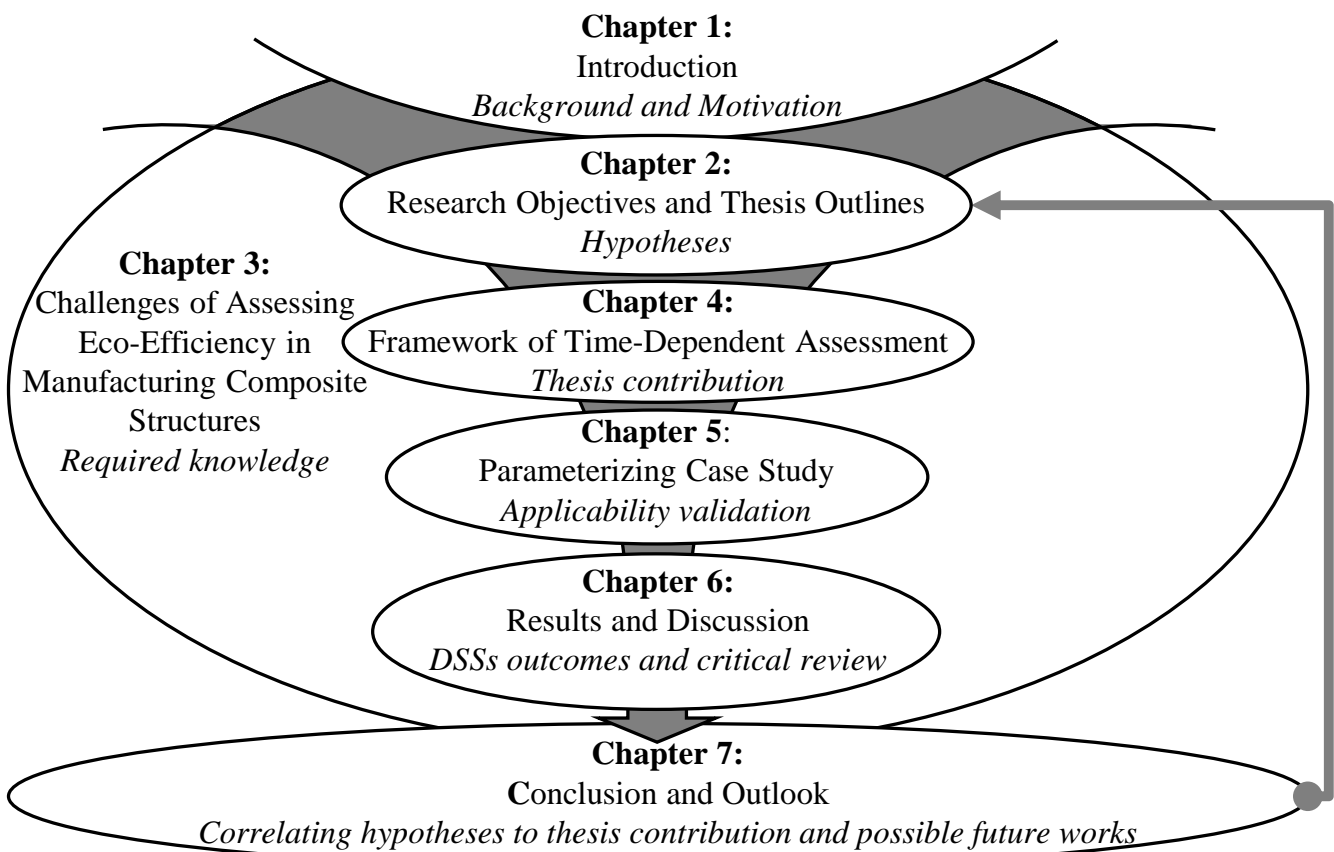 Chapter 1:
Introduction
Background and Motivation
Chapter 2:
Research Objectives and Thesis Outlines
Hypotheses
Chapter 3:
Challenges of Assessing
Eco-Efficiency in
Manufacturing Composite
Structures
Required knowledge
Chapter 4:
Framework of Time-Dependent Assessment
Thesis contribution
Chapter 5:
Parameterizing Case Study
Applicability validation
Chapter 6:
Results and Discussion
DSSs outcomes and critical review
Chapter 7:
Conclusion and Outlook
Correlating hypotheses to thesis contribution and possible future works